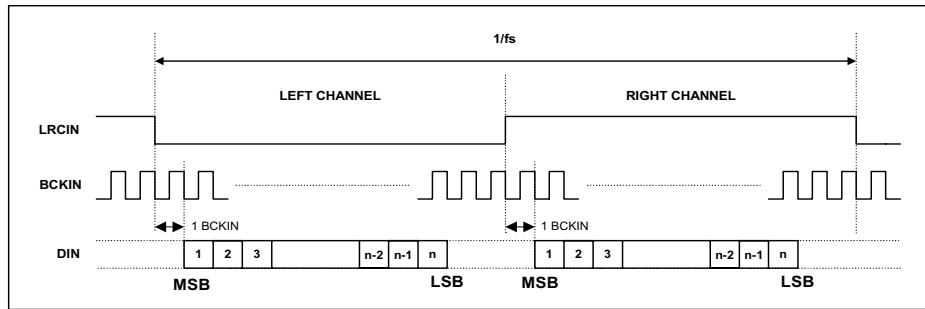 1/fs
LEFT CHANNEL RIGHT CHANNEL
LRCIN
BCKIN
1 BCKIN 1 BCKIN
DIN 1 2 3 n-2 n-1 n 1 2 3 n-2 n-1 n
MSB LSB MSB LSB